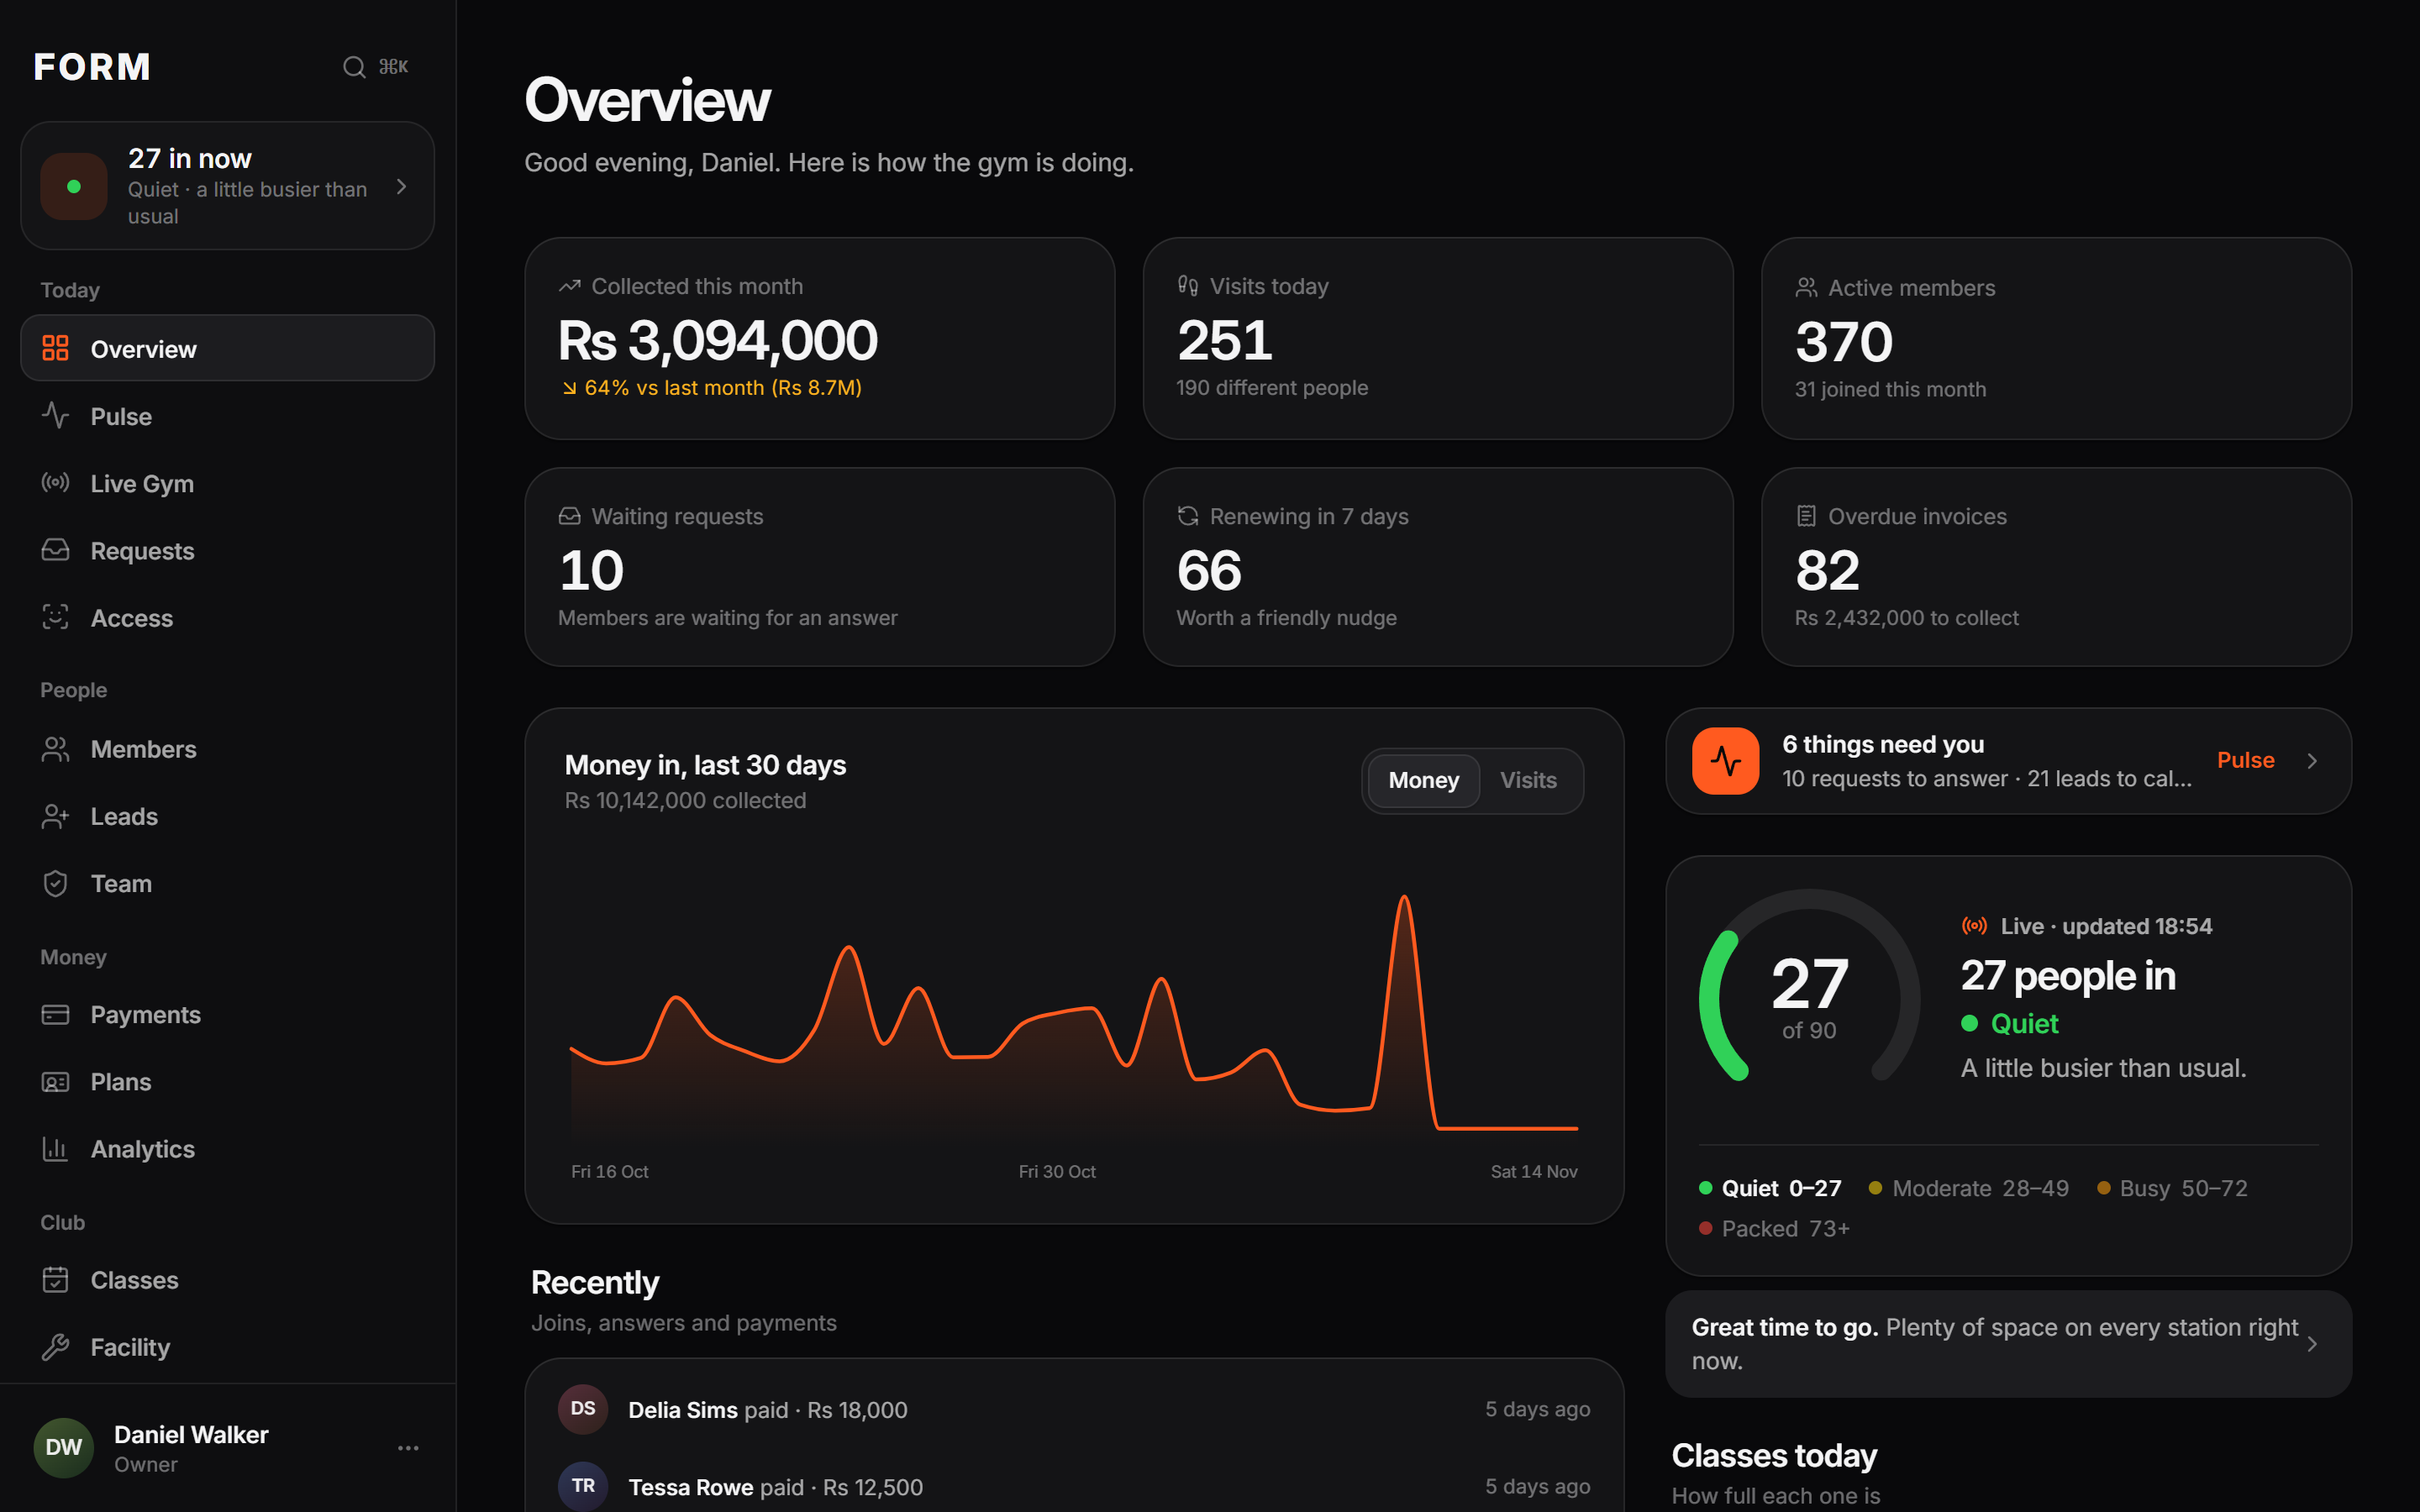 FORM
⌘K
27 in now
Quiet · a little busier than
usual
Today
Overview
Pulse
Live Gym
Requests
Access
People
Members
Leads
Team
Money
Payments
Plans
Analytics
Club
Classes
Facility
DW
Daniel Walker
Owner
Overview
Good evening, Daniel. Here is how the gym is doing.
Collected this month
Rs 3,094,000
64% vs last month (Rs 8.7M)
Visits today
251
190 different people
Active members
370
31 joined this month
Waiting requests
10
Members are waiting for an answer
Renewing in 7 days
66
Worth a friendly nudge
Overdue invoices
82
Rs 2,432,000 to collect
Money in, last 30 days
Rs 10,142,000 collected
Money Visits
Fri 16 Oct Fri 30 Oct Sat 14 Nov
Recently
Joins, answers and payments
DS Delia Sims paid · Rs 18,000 5 days ago
TR Tessa Rowe paid · Rs 12,500 5 days ago
6 things need you
10 requests to answer · 21 leads to cal...
Pulse
27
of 90
Live · updated 18:54
27 people in
Quiet
A little busier than usual.
Quiet 0–27 Moderate 28–49 Busy 50–72
Packed 73+
Great time to go. Plenty of space on every station right
now.
Classes today
How full each one is